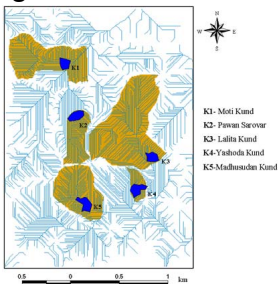 N
W E
S
K1
K2
K3
K4
K5
K1- Moti Kund
K2- Pawan Sarovar
K3- Lalita Kund
K4-Yashoda Kund
K5-Madhusudan Kund
0.5 0 0.5 1 km